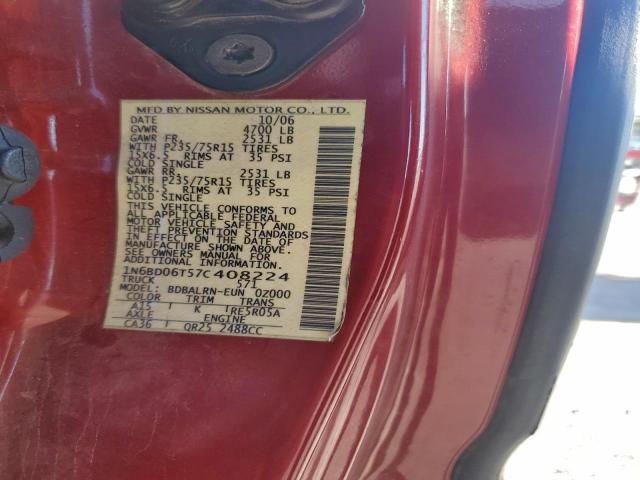 MFD BY NISSAN MOTOR CO., LTD.
DATE 10/06
GVWR 4700 LB
GAWR FR. 2531 LB
WITH P235/75R15 TIRES
15X6.5 RIMS AT 35 PSI
COLD SINGLE
GAWR RR. 2531 LB
WITH P235/75R15 TIRES
15X6.5 RIMS AT 35 PSI
COLD SINGLE
THIS VEHICLE CONFORMS TO
ALL APPLICABLE FEDERAL
MOTOR VEHICLE SAFETY AND
THEFT PREVENTION STANDARDS
IN EFFECT ON THE DATE OF
MANUFACTURE SHOWN ABOVE.
SEE OWNERS MANUAL FOR
ADDITIONAL INFORMATION.
1N6BD06T57C408224
TRUCK 571
MODEL: BDBALRN-EUN 0Z000
COLOR TRIM TRANS
A15 K RE5R05A
AXLE ENGINE
CA36 QR25 2488CC